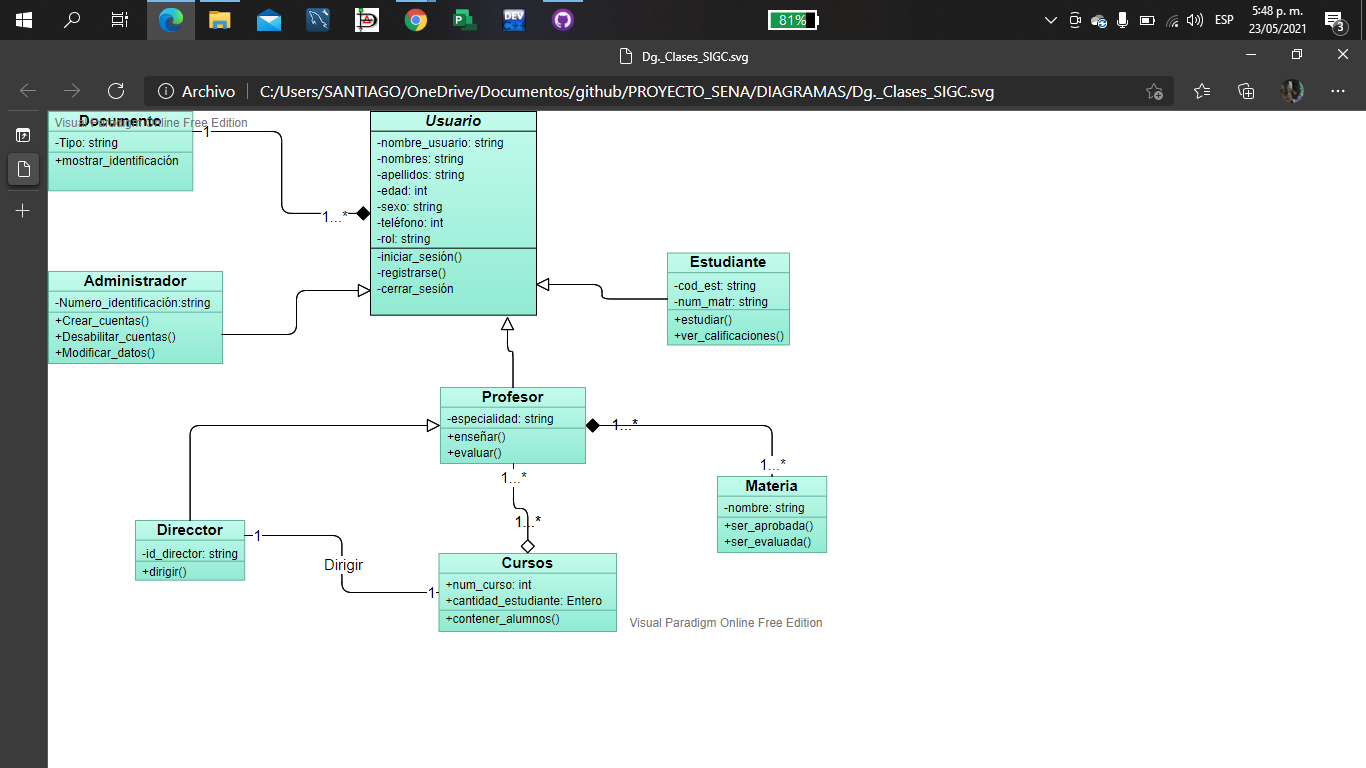 81%
ESP
5:48 p. m.
23/05/2021
3
DEV
Dg._Clases_SIGC.svg
Archivo
C:/Users/SANTIAGO/OneDrive/Documentos/github/PROYECTO_SENA/DIAGRAMAS/Dg._Clases_SIGC.svg
Visual Paradigm Online Free Edition
Documento
-Tipo: string
+mostrar_identificación
1
1...*
Usuario
-nombre_usuario: string
-nombres: string
-apellidos: string
-edad: int
-sexo: string
-teléfono: int
-rol: string
-iniciar_sesión()
-registrarse()
-cerrar_sesión
Administrador
-Numero_identificación:string
+Crear_cuentas()
+Desabilitar_cuentas()
+Modificar_datos()
Estudiante
-cod_est: string
-num_matr: string
+estudiar()
+ver_calificaciones()
Profesor
-especialidad: string
+enseñar()
+evaluar()
1...*
1...*
1...*
1...*
Materia
-nombre: string
+ser_aprobada()
+ser_evaluada()
Direcctor
-id_director: string
+dirigir()
1
Dirigir
1
Cursos
+num_curso: int
+cantidad_estudiante: Entero
+contener_alumnos()
Visual Paradigm Online Free Edition